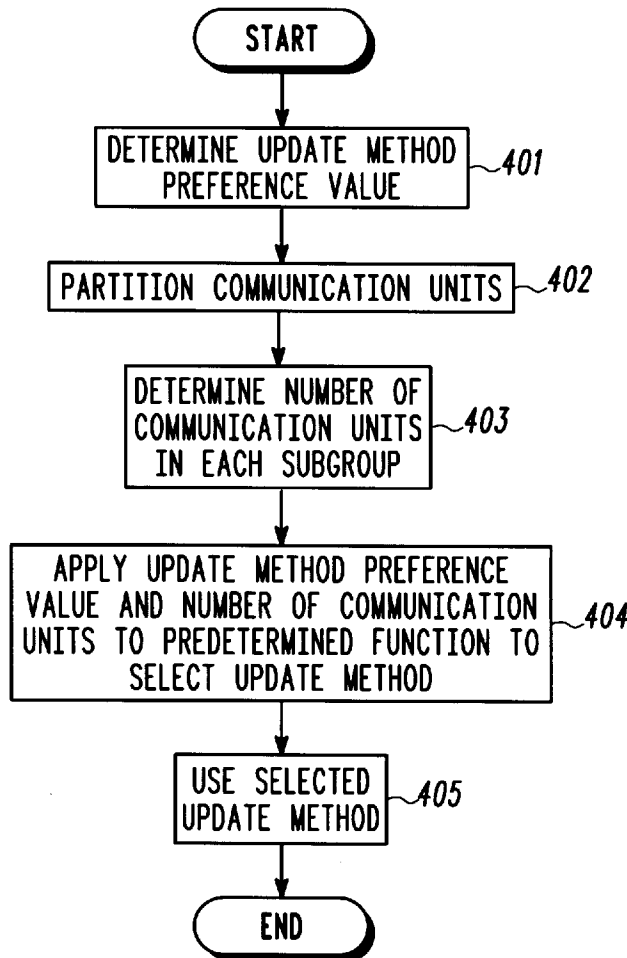 START
DETERMINE UPDATE METHOD
PREFERENCE VALUE
401
PARTITION COMMUNICATION UNITS
402
DETERMINE NUMBER OF
COMMUNICATION UNITS
IN EACH SUBGROUP
403
APPLY UPDATE METHOD PREFERENCE
VALUE AND NUMBER OF COMMUNICATION
UNITS TO PREDETERMINED FUNCTION TO
SELECT UPDATE METHOD
404
USE SELECTED
UPDATE METHOD
405
END